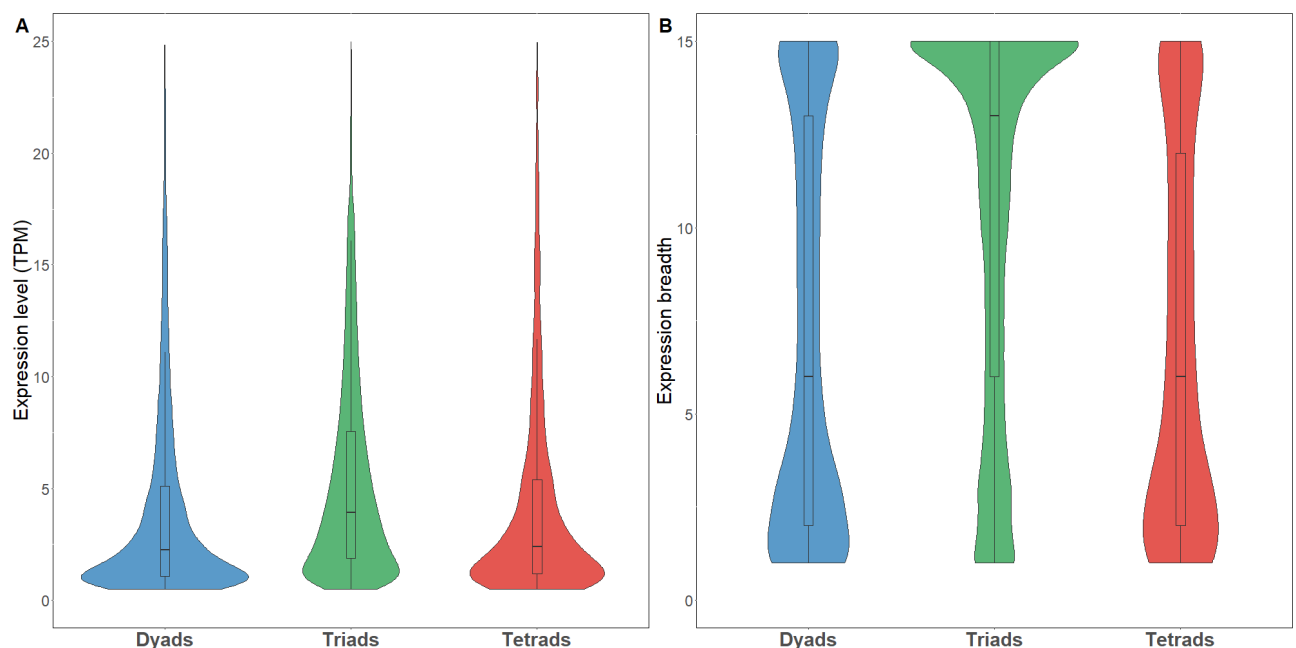 A
Expression level (TPM)
25
20
15
10
5
0
Dyads Triads Tetrads
B
Expression breadth
15
10
5
0
Dyads Triads Tetrads